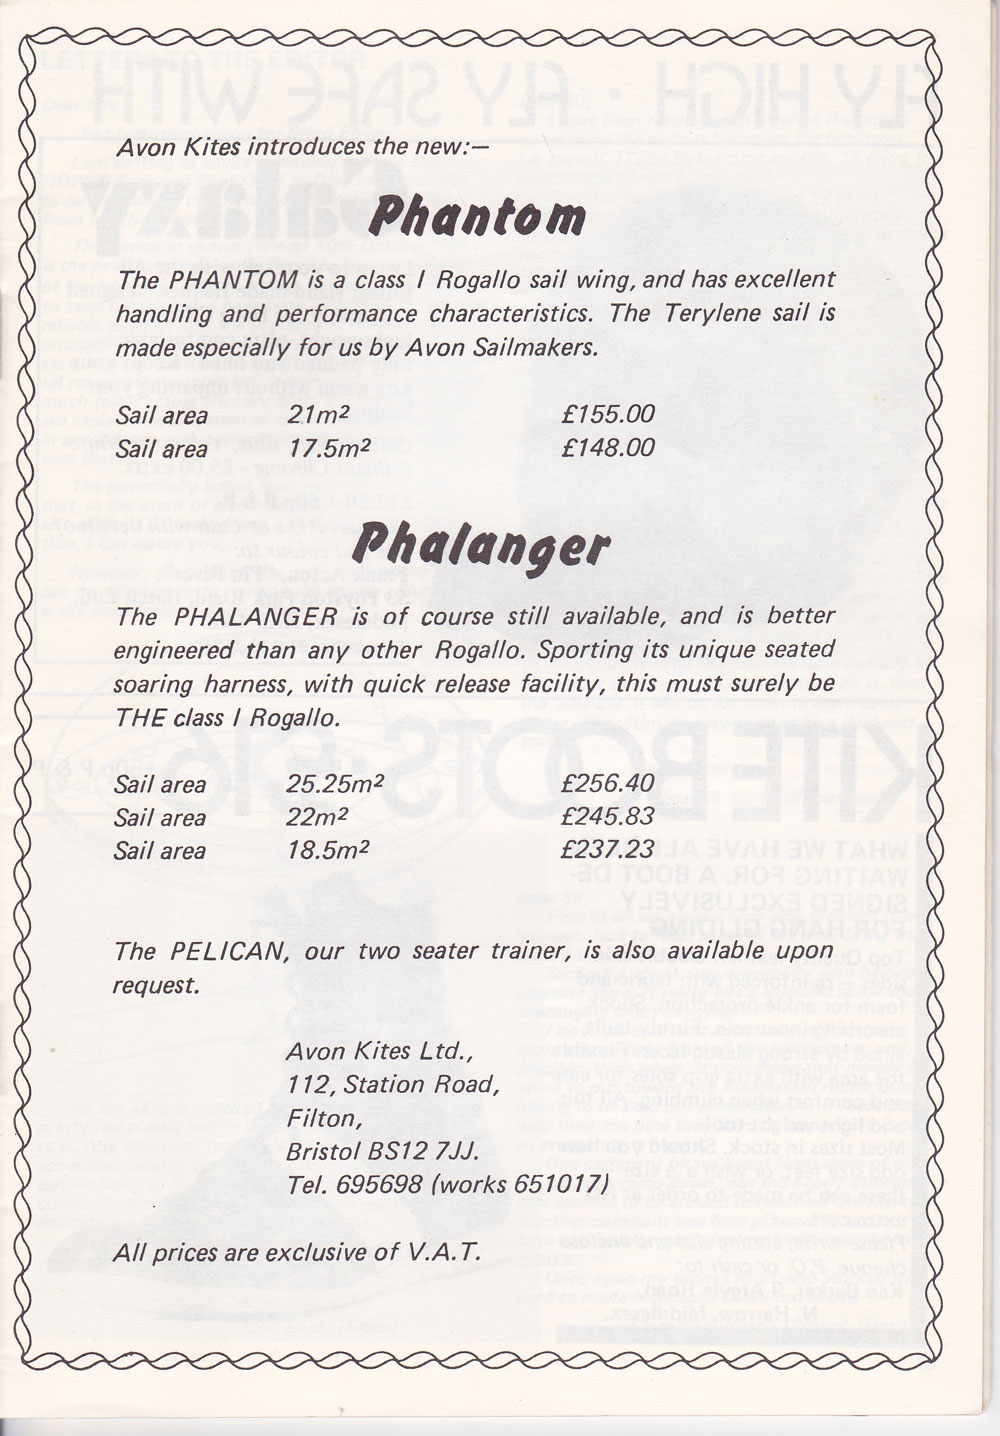 Avon Kites introduces the new:—
Phantom
The PHANTOM is a class I Rogallo sail wing, and has excellent
handling and performance characteristics. The Terylene sail is
made especially for us by Avon Sailmakers.
Sail area 21m² £155.00
Sail area 17.5m² £148.00
Phalanger
The PHALANGER is of course still available, and is better
engineered than any other Rogallo. Sporting its unique seated
soaring harness, with quick release facility, this must surely be
THE class I Rogallo.
Sail area 25.25m² £256.40
Sail area 22m² £245.83
Sail area 18.5m² £237.23
The PELICAN, our two seater trainer, is also available upon
request.
Avon Kites Ltd.,
112, Station Road,
Filton,
Bristol BS12 7JJ.
Tel. 695698 (works 651017)
All prices are exclusive of V.A.T.